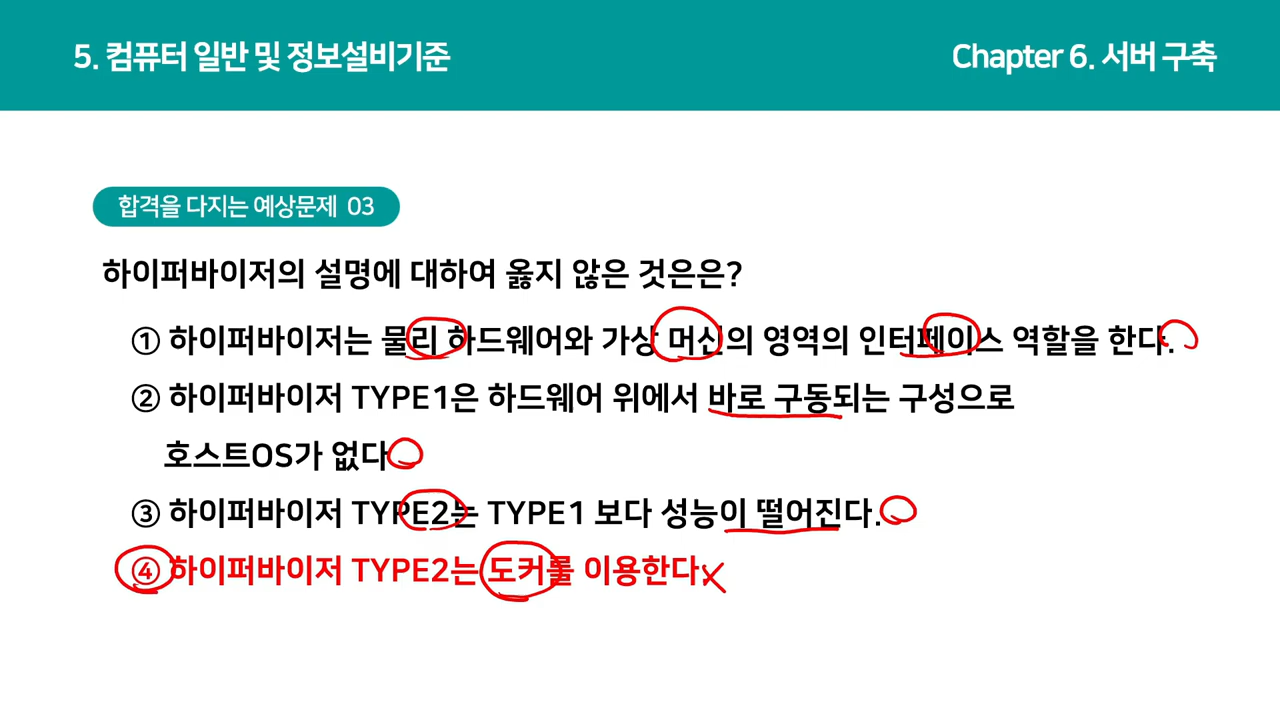 5. 컴퓨터 일반 및 정보설비기준
Chapter 6. 서버 구축
합격을 다지는 예상문제 03
하이퍼바이저의 설명에 대하여 옳지 않은 것은은?
① 하이퍼바이저는 물리 하드웨어와 가상 머신의 영역의 인터페이스 역할을 한다.
② 하이퍼바이저 TYPE1은 하드웨어 위에서 바로 구동되는 구성으로
호스트OS가 없다
③ 하이퍼바이저 TYPE2는 TYPE1 보다 성능이 떨어진다.
④ 하이퍼바이저 TYPE2는 도커를 이용한다.